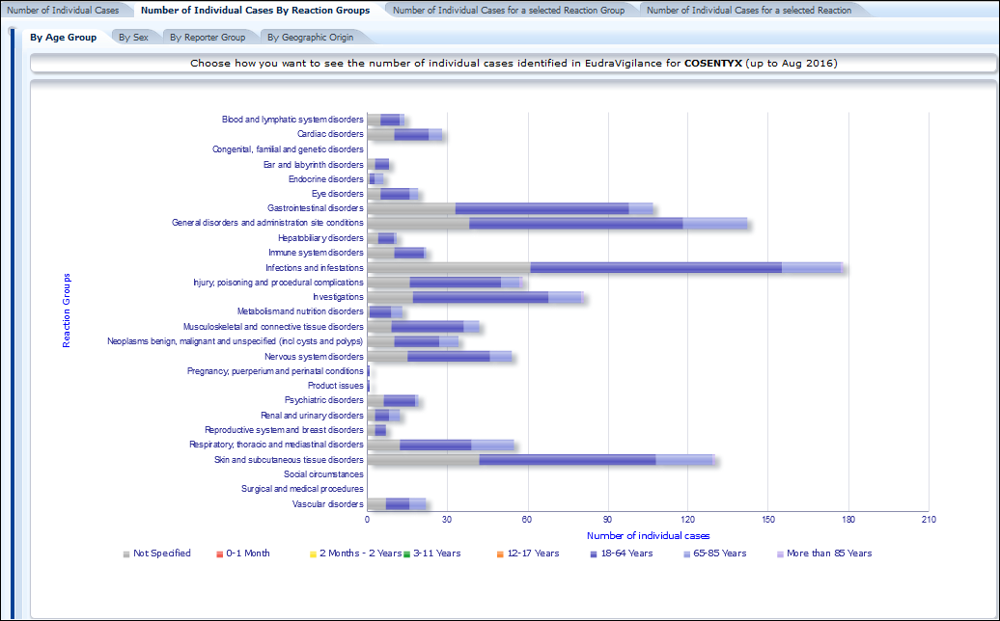 Number of Individual Cases
Number of Individual Cases By Reaction Groups
Number of Individual Cases for a selected Reaction Group
Number of Individual Cases for a selected Reaction
By Age Group
By Sex
By Reporter Group
By Geographic Origin
Choose how you want to see the number of individual cases identified in EudraVigilance for COSENTYX (up to Aug 2016)
Reaction Groups
Blood and lymphatic system disorders
Cardiac disorders
Congenital, familial and genetic disorders
Ear and labyrinth disorders
Endocrine disorders
Eye disorders
Gastrointestinal disorders
General disorders and administration site conditions
Hepatobiliary disorders
Immune system disorders
Infections and infestations
Injury, poisoning and procedural complications
Investigations
Metabolism and nutrition disorders
Musculoskeletal and connective tissue disorders
Neoplasms benign, malignant and unspecified (incl cysts and polyps)
Nervous system disorders
Pregnancy, puerperium and perinatal conditions
Product issues
Psychiatric disorders
Renal and urinary disorders
Reproductive system and breast disorders
Respiratory, thoracic and mediastinal disorders
Skin and subcutaneous tissue disorders
Social circumstances
Surgical and medical procedures
Vascular disorders
0 30 60 90 120 150 180 210
Number of individual cases
Not Specified 0-1 Month 2 Months - 2 Years 3-11 Years 12-17 Years 18-64 Years 65-85 Years More than 85 Years